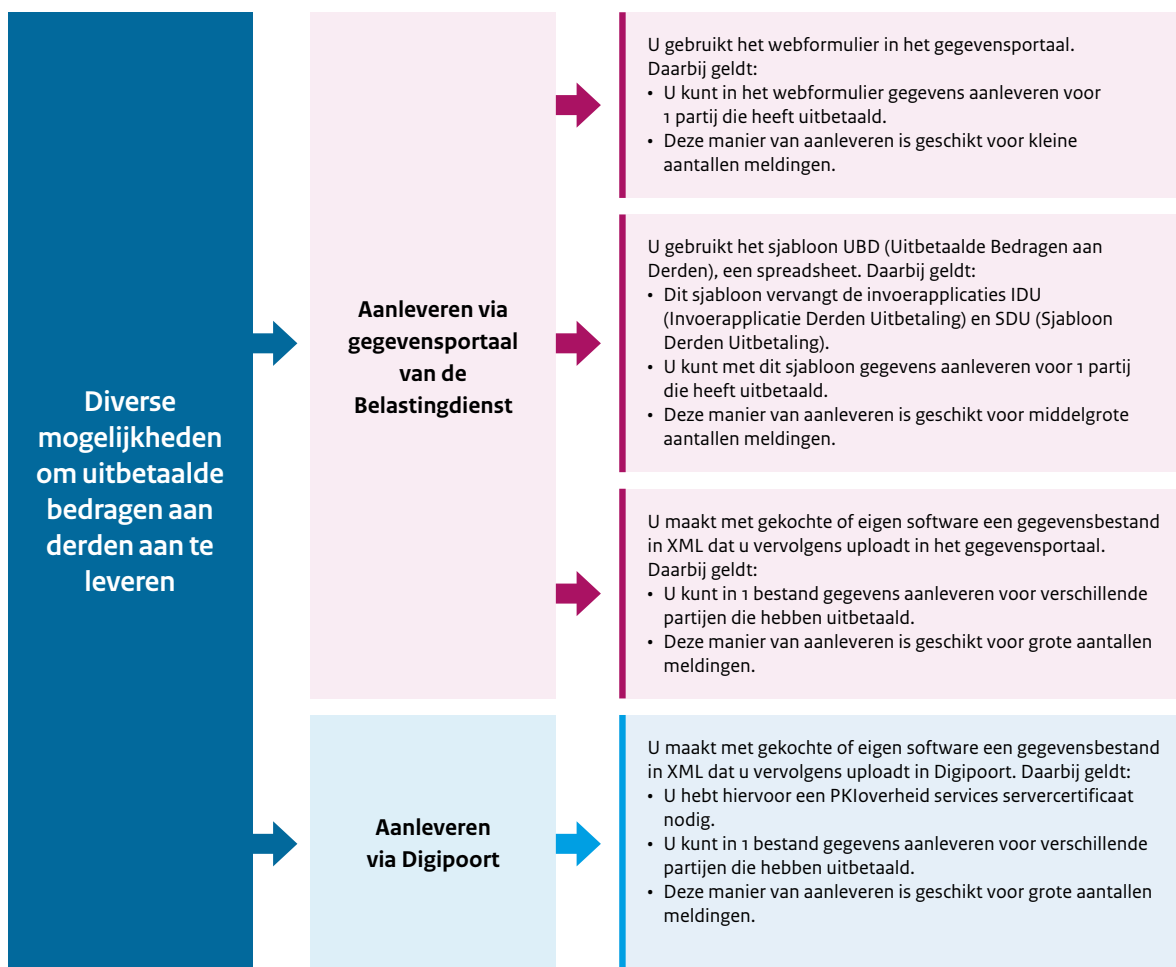 Diverse
mogelijkheden
om uitbetaalde
bedragen aan
derden aan te
leveren
Aanleveren via
gegevensportaal
van de
Belastingdienst
U gebruikt het webformulier in het gegevensportaal.
Daarbij geldt:
• U kunt in het webformulier gegevens aanleveren voor
1 partij die heeft uitbetaald.
• Deze manier van aanleveren is geschikt voor kleine
aantallen meldingen.
U gebruikt het sjabloon UBD (Uitbetaalde Bedragen aan
Derden), een spreadsheet. Daarbij geldt:
• Dit sjabloon vervangt de invoerapplicaties IDU
(Invoerapplicatie Derden Uitbetaling) en SDU (Sjabloon
Derden Uitbetaling).
• U kunt met dit sjabloon gegevens aanleveren voor 1 partij
die heeft uitbetaald.
• Deze manier van aanleveren is geschikt voor middelgrote
aantallen meldingen.
U maakt met gekochte of eigen software een gegevensbestand
in XML dat u vervolgens uploadt in het gegevensportaal.
Daarbij geldt:
• U kunt in 1 bestand gegevens aanleveren voor verschillende
partijen die hebben uitbetaald.
• Deze manier van aanleveren is geschikt voor grote aantallen
meldingen.
Aanleveren
via Digipoort
U maakt met gekochte of eigen software een gegevensbestand
in XML dat u vervolgens uploadt in Digipoort. Daarbij geldt:
• U hebt hiervoor een PKIoverheid services servercertificaat
nodig.
• U kunt in 1 bestand gegevens aanleveren voor verschillende
partijen die hebben uitbetaald.
• Deze manier van aanleveren is geschikt voor grote aantallen
meldingen.